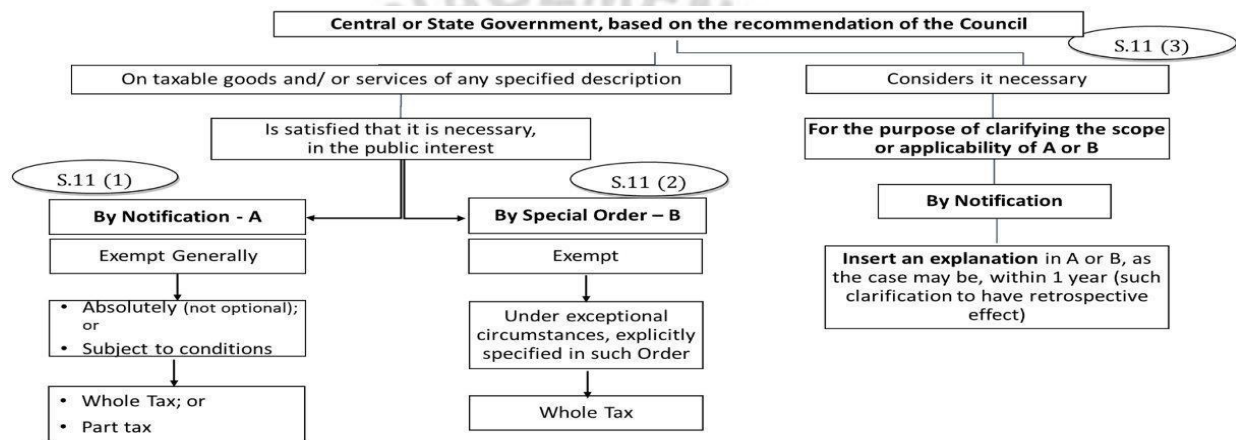 Central or State Government, based on the recommendation of the Council
S.11 (3)
On taxable goods and/ or services of any specified description
Considers it necessary
Is satisfied that it is necessary,
in the public interest
For the purpose of clarifying the scope
or applicability of A or B
S.11 (1)
S.11 (2)
By Notification - A
By Special Order – B
By Notification
Exempt Generally
Exempt
Insert an explanation in A or B, as
the case may be, within 1 year (such
clarification to have retrospective
effect)
• Absolutely (not optional);
or
• Subject to conditions
Under exceptional
circumstances, explicitly
specified in such Order
• Whole Tax; or
• Part tax
Whole Tax